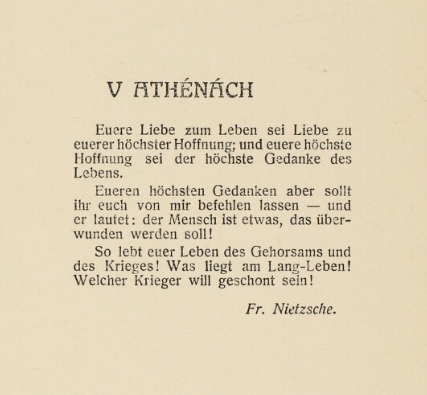 V ATHÉNÁCH
Euere Liebe zum Leben sei Liebe zu
euerer höchster Hoffnung; und euere höchste
Hoffnung sei der höchste Gedanke des
Lebens.
Eueren höchsten Gedanken aber sollt
ihr euch von mir befehlen lassen — und
er lautet: der Mensch ist etwas, das über-
wunden werden soll!
So lebt euer Leben des Gehorsams und
des Krieges! Was liegt am Lang-Leben!
Welcher Krieger will geschont sein!
Fr. Nietzsche.